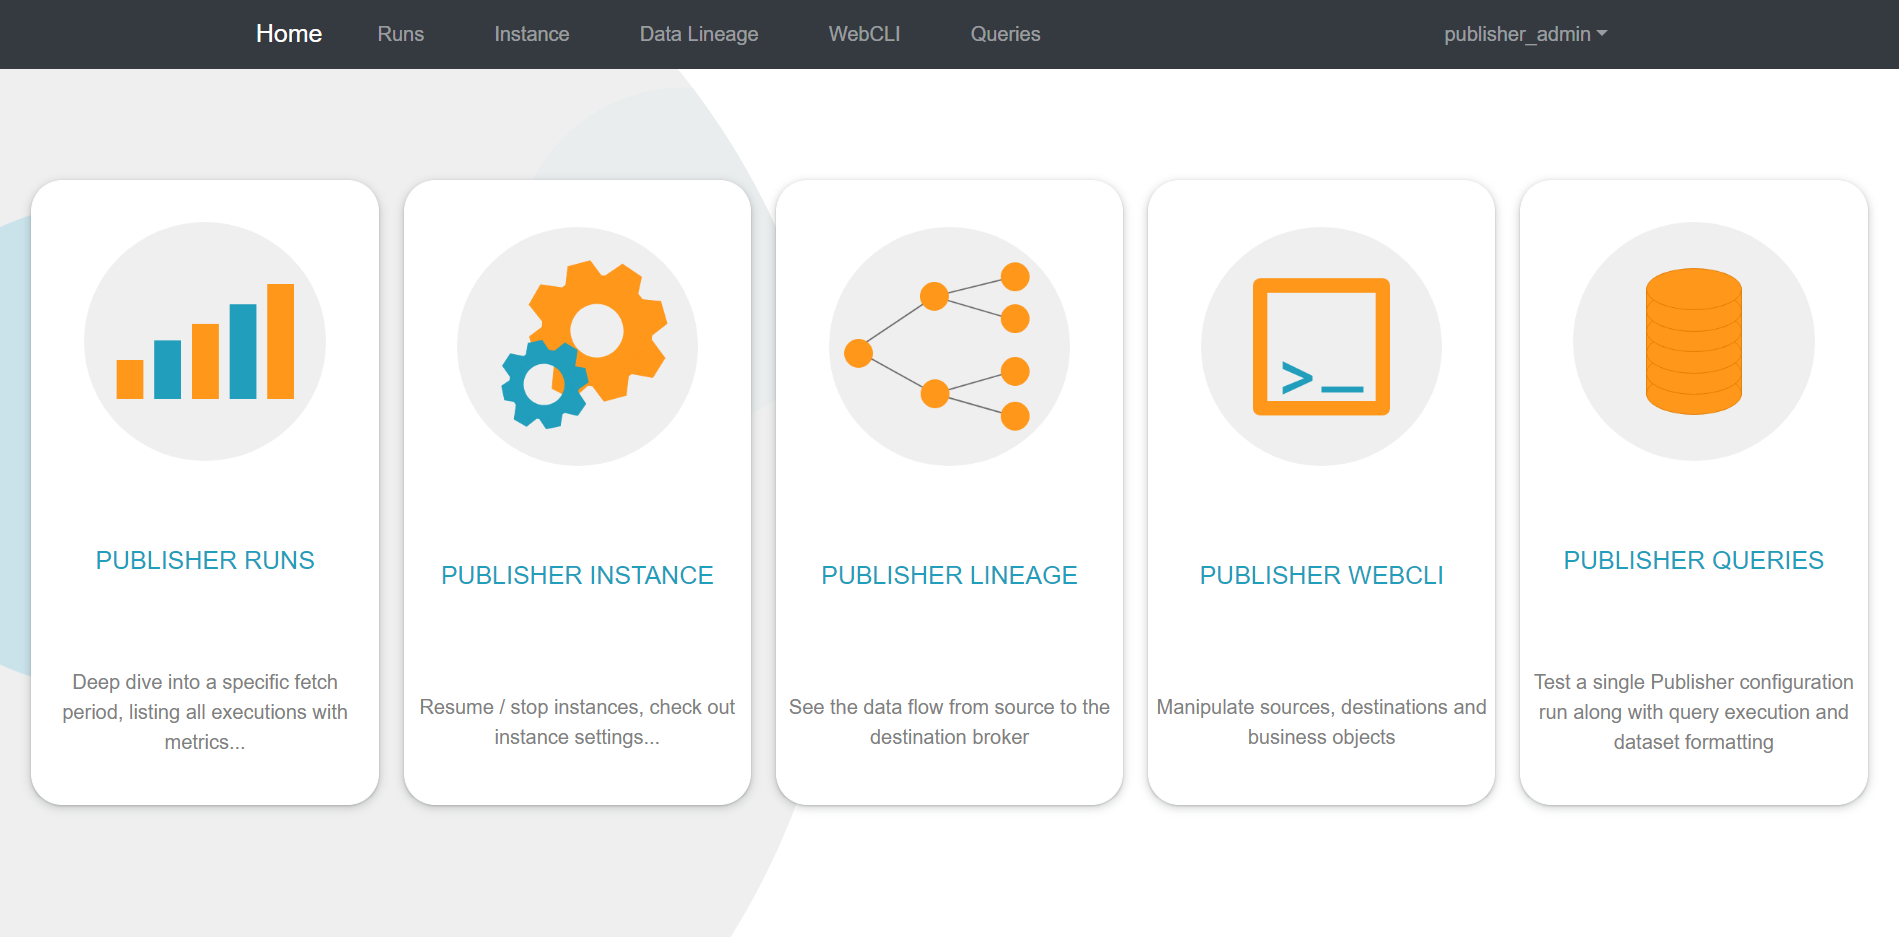 Home Runs Instance Data Lineage WebCLI Queries publisher_admin
PUBLISHER RUNS
Deep dive into a specific fetch
period, listing all executions with
metrics...
PUBLISHER INSTANCE
Resume / stop instances, check out
instance settings...
PUBLISHER LINEAGE
See the data flow from source to the
destination broker
>_
PUBLISHER WEBCLI
Manipulate sources, destinations and
business objects
PUBLISHER QUERIES
Test a single Publisher configuration
run along with query execution and
dataset formatting